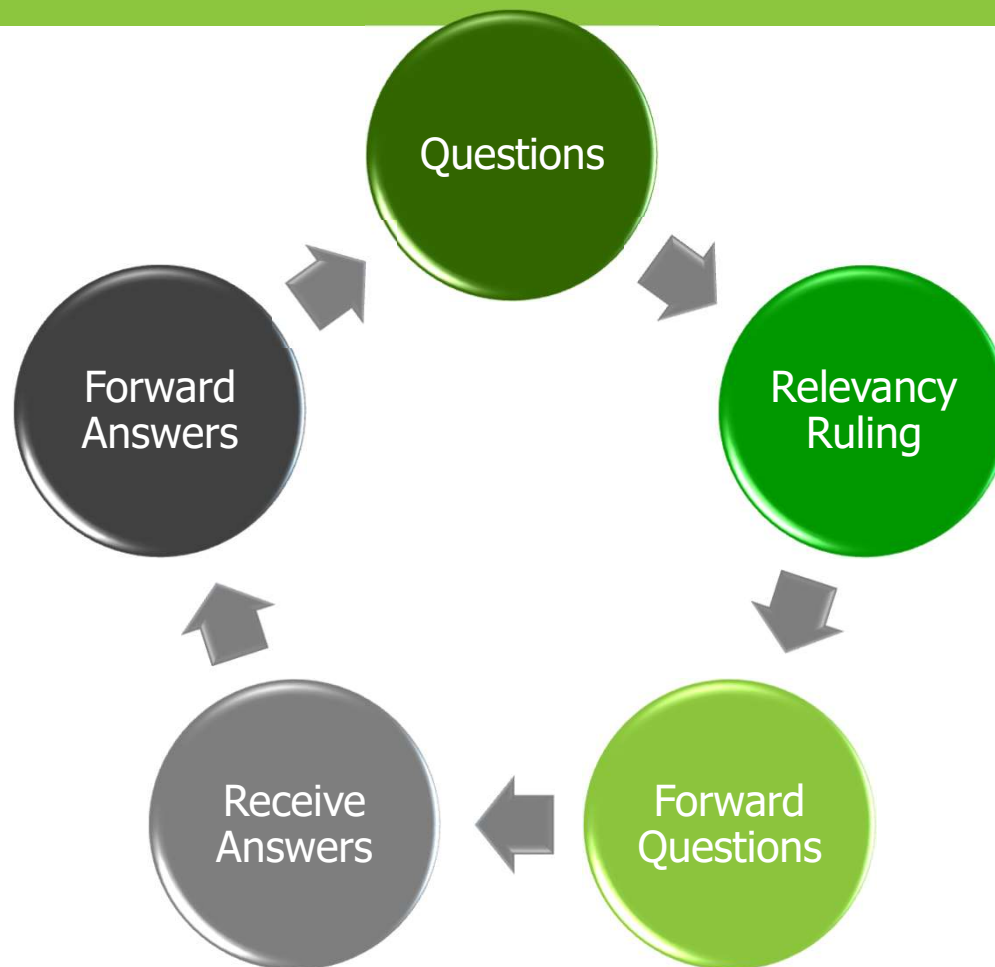 Questions
Relevancy
Ruling
Forward
Questions
Receive
Answers
Forward
Answers